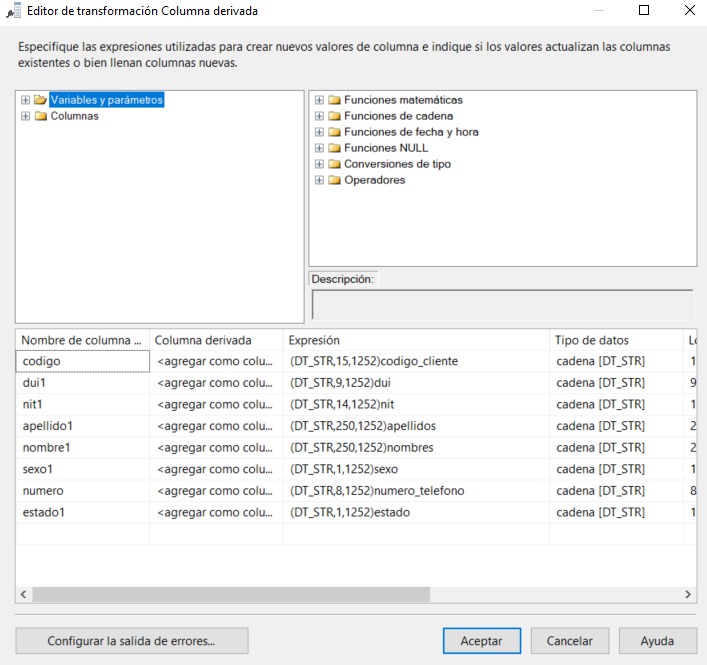 Editor de transformación Columna derivada
Especifique las expresiones utilizadas para crear nuevos valores de columna e indique si los valores actualizan las columnas
existentes o bien llenan columnas nuevas.
Variables y parámetros
Columnas
Funciones matemáticas
Funciones de cadena
Funciones de fecha y hora
Funciones NULL
Conversiones de tipo
Operadores
Descripción:
Nombre de columna ... Columna derivada Expresión Tipo de datos Lo
codigo <agregar como colu... (DT_STR,15,1252)codigo_cliente cadena [DT_STR] 1
dui1 <agregar como colu... (DT_STR,9,1252)dui cadena [DT_STR] 9
nit1 <agregar como colu... (DT_STR,14,1252)nit cadena [DT_STR] 1
apellido1 <agregar como colu... (DT_STR,250,1252)apellidos cadena [DT_STR] 2
nombre1 <agregar como colu... (DT_STR,250,1252)nombres cadena [DT_STR] 2
sexo1 <agregar como colu... (DT_STR,1,1252)sexo cadena [DT_STR] 1
numero <agregar como colu... (DT_STR,8,1252)numero_telefono cadena [DT_STR] 8
estado1 <agregar como colu... (DT_STR,1,1252)estado cadena [DT_STR] 1
Configurar la salida de errores... Aceptar Cancelar Ayuda